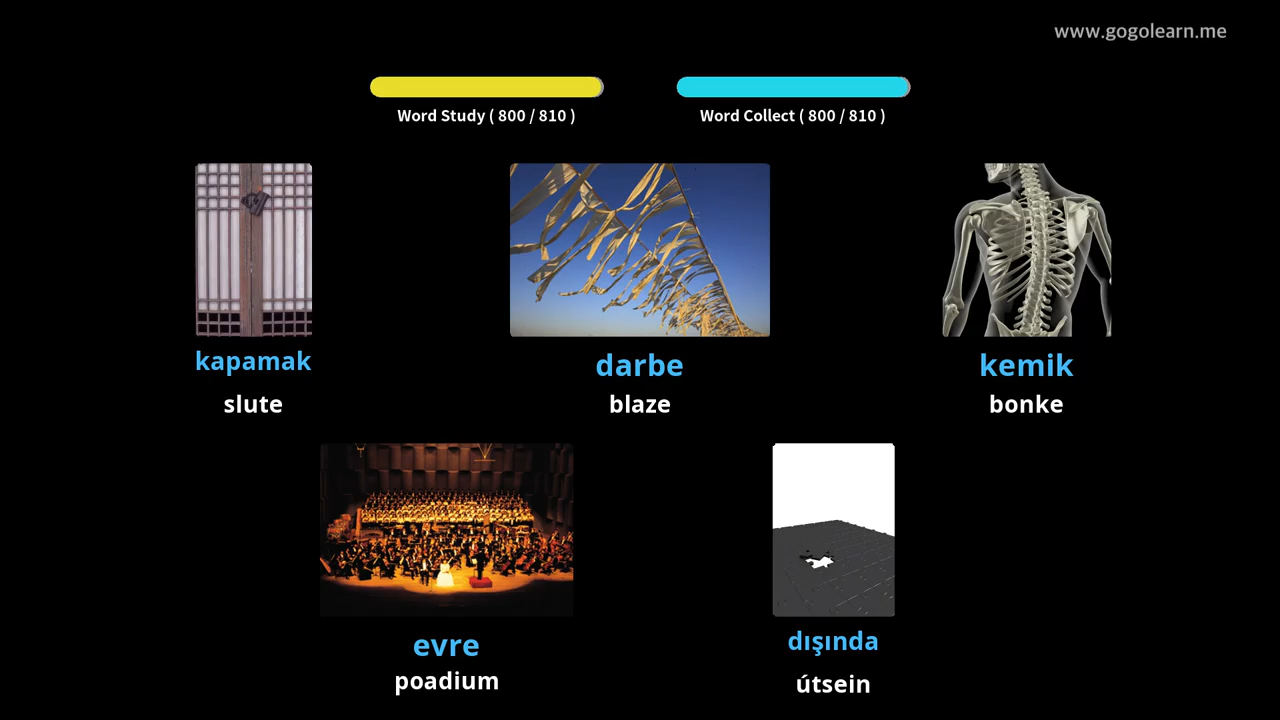 www.gogolearn.me
Word Study ( 800 / 810 )
Word Collect ( 800 / 810 )
kapamak
slute
darbe
blaze
kemik
bonke
evre
poadium
dışında
útsein